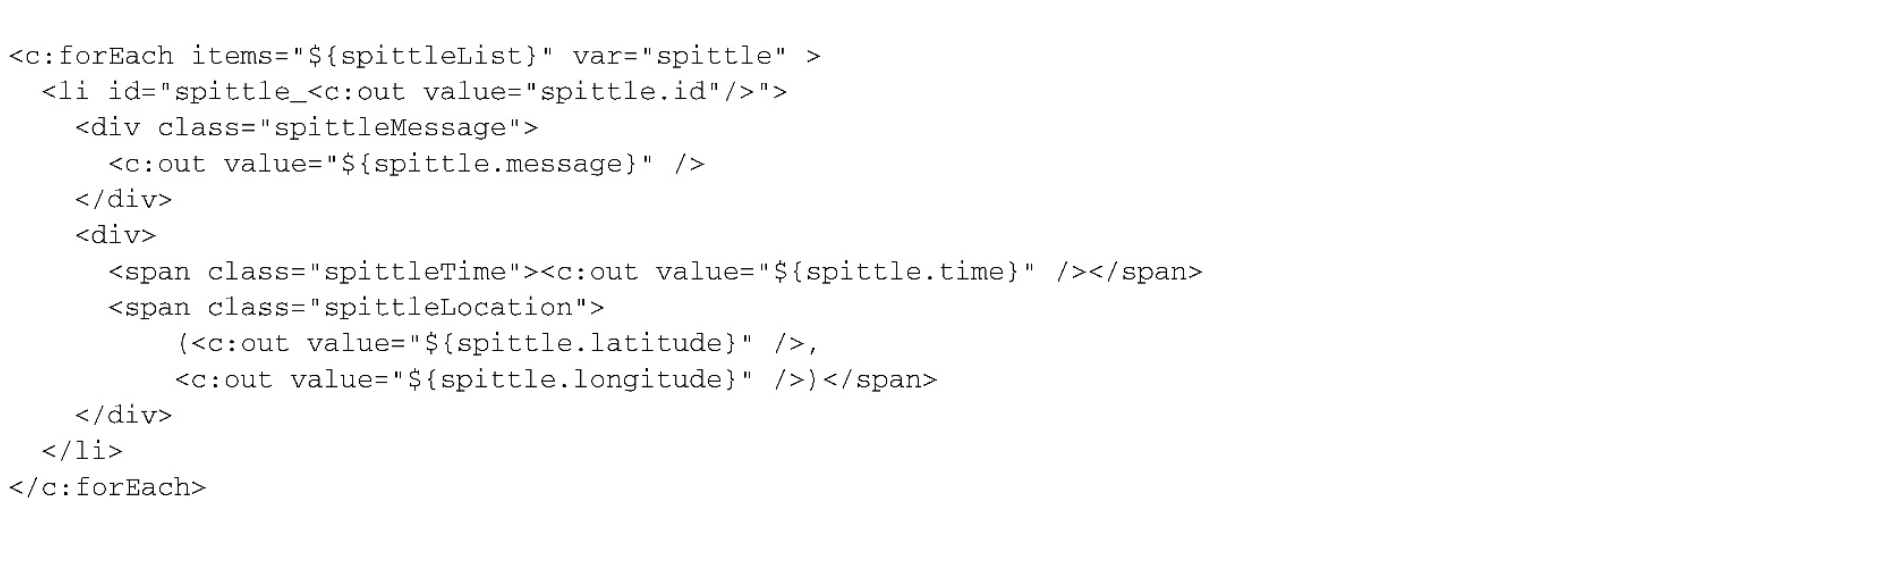 <c:forEach items="${spittleList}" var="spittle" >
  <li id="spittle_<c:out value="spittle.id"/>">
    <div class="spittleMessage">
      <c:out value="${spittle.message}" />
    </div>
    <div>
      <span class="spittleTime"><c:out value="${spittle.time}" /></span>
      <span class="spittleLocation">
          (<c:out value="${spittle.latitude}" />,
          <c:out value="${spittle.longitude}" />)</span>
    </div>
  </li>
</c:forEach>